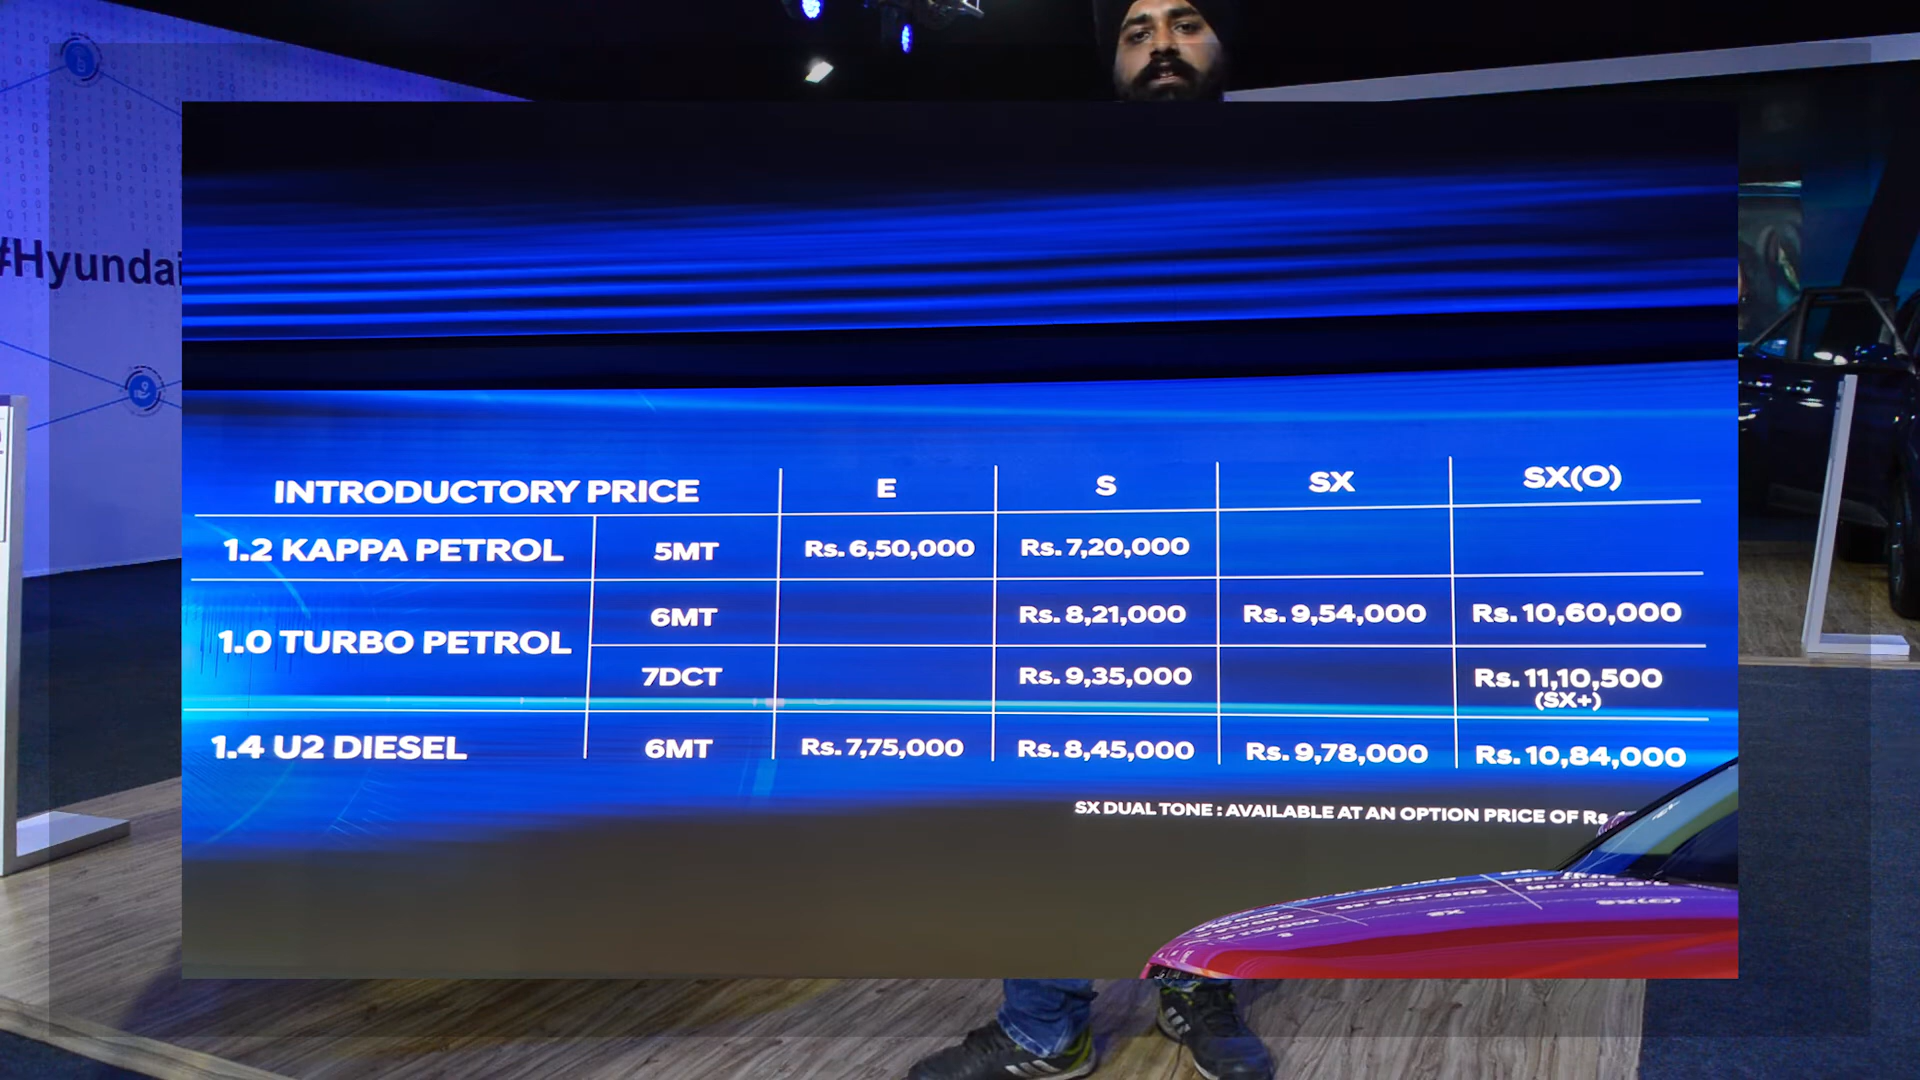 #Hyundai
INTRODUCTORY PRICE E S SX SX(O)
1.2 KAPPA PETROL 5MT Rs. 6,50,000 Rs. 7,20,000
1.0 TURBO PETROL
6MT Rs. 8,21,000 Rs. 9,54,000 Rs. 10,60,000
7DCT Rs. 9,35,000 Rs. 11,10,500
(SX+)
1.4 U2 DIESEL 6MT Rs. 7,75,000 Rs. 8,45,000 Rs. 9,78,000 Rs. 10,84,000
SX DUAL TONE : AVAILABLE AT AN OPTION PRICE OF Rs